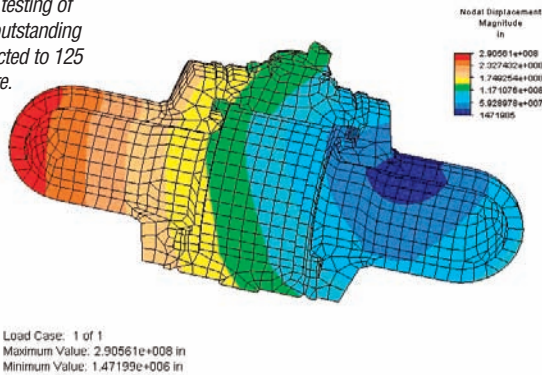 testing of
outstanding
cted to 125
re.
Nodal Displacement
Magnitude
in
2.90561e+008
2.327432e+008
1.749254e+008
1.171076e+008
5.928978e+007
1471985
Load Case: 1 of 1
Maximum Value: 2.90561e+008 in
Minimum Value: 1.47199e+006 in